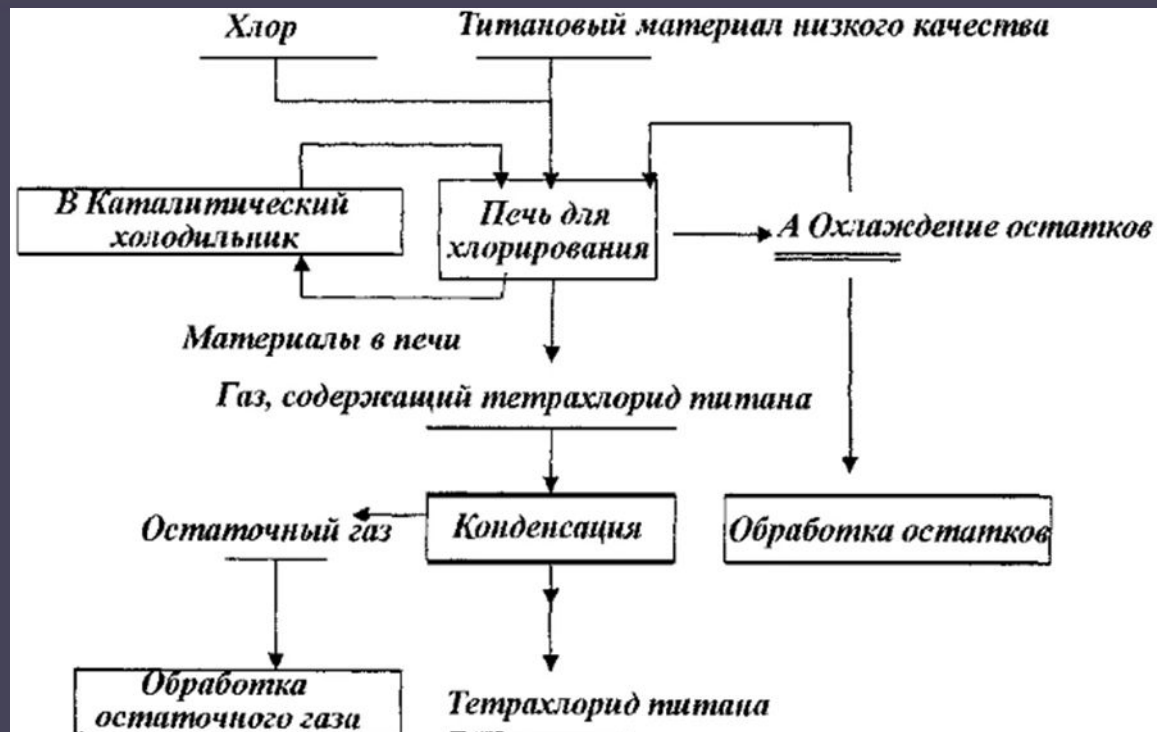 Хлор
Титановый материал низкого качества
В Каталитический
холодильник
Печь для
хлорирования
А Охлаждение остатков
Материалы в печи
Газ, содержащий тетрахлорид титана
Остаточный газ
Конденсация
Обработка остатков
Обработка
остаточного газа
Тетрахлорид титана